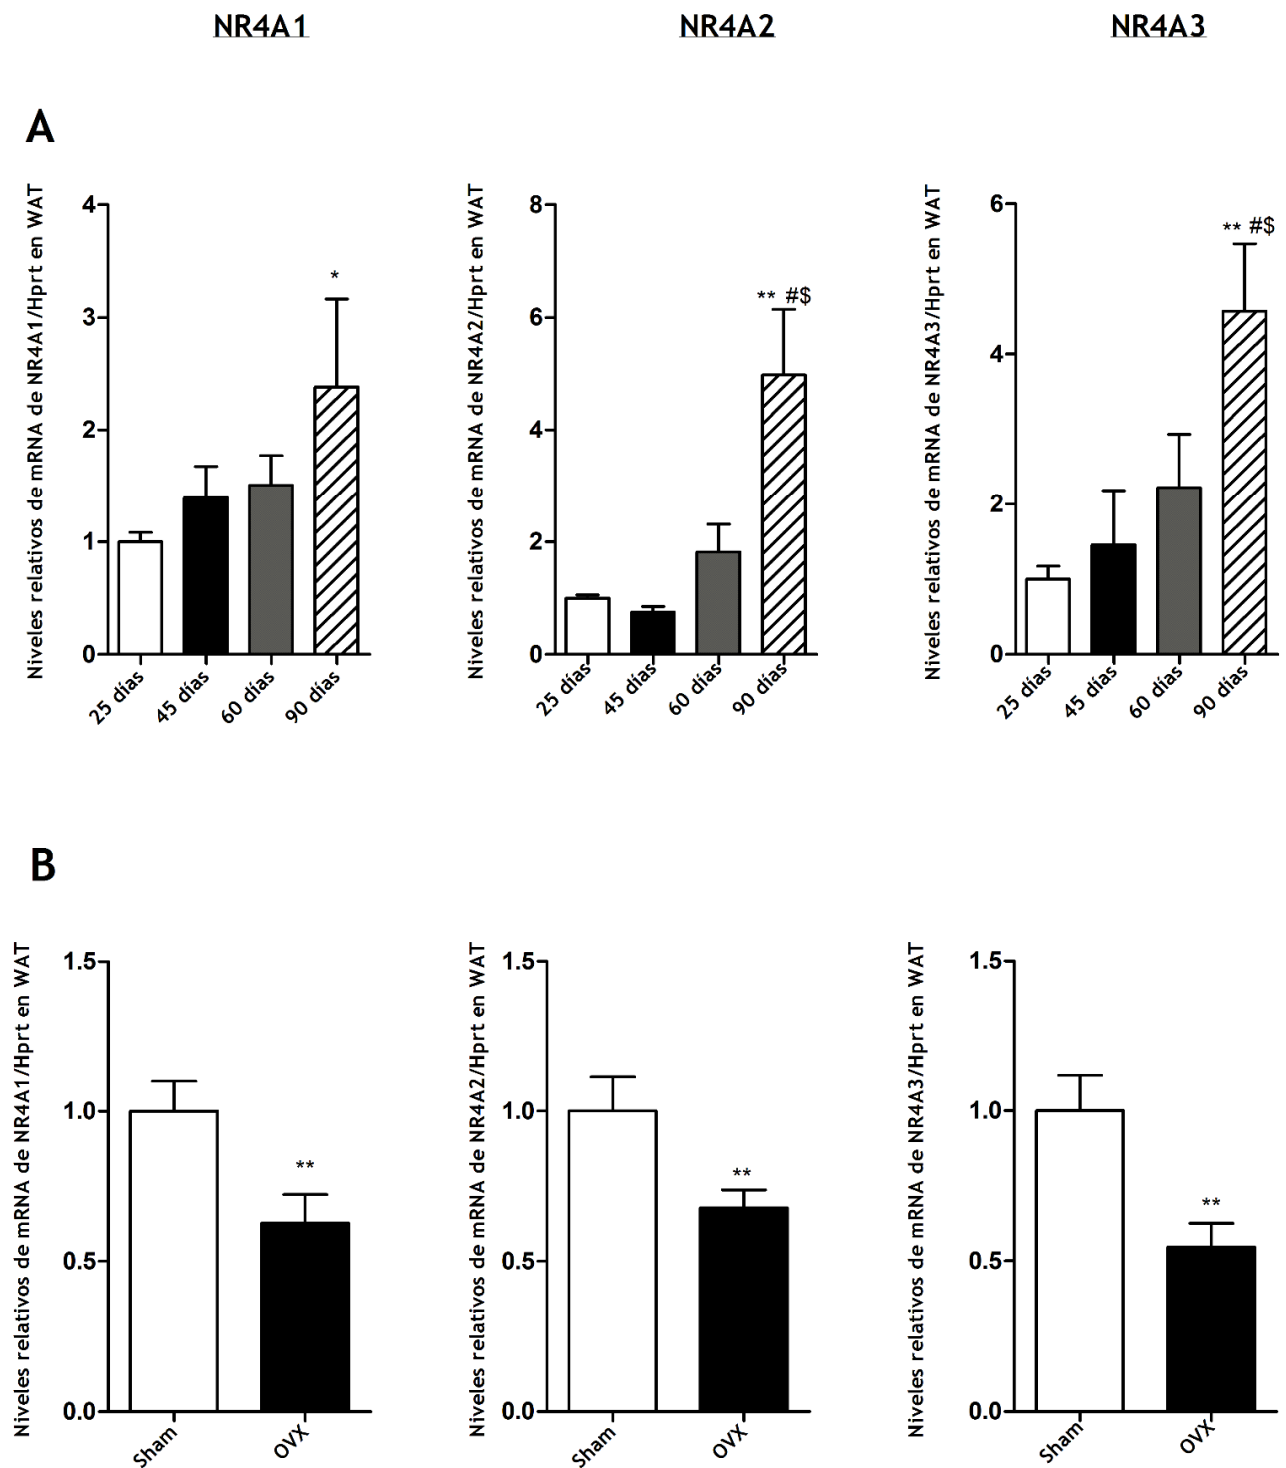 NR4A1 NR4A2 NR4A3
A
Niveles relativos de mRNA de NR4A1/Hprt en WAT
4
3
2
1
0
*
25 días 45 días 60 días 90 días
Niveles relativos de mRNA de NR4A2/Hprt en WAT
8
6
4
2
0
** #$
25 días 45 días 60 días 90 días
Niveles relativos de mRNA de NR4A3/Hprt en WAT
6
4
2
0
** #$
25 días 45 días 60 días 90 días
B
Niveles relativos de mRNA de NR4A1/Hprt en WAT
1.5
1.0
0.5
0.0
**
Sham OVX
Niveles relativos de mRNA de NR4A2/Hprt en WAT
1.5
1.0
0.5
0.0
**
Sham OVX
Niveles relativos de mRNA de NR4A3/Hprt en WAT
1.5
1.0
0.5
0.0
**
Sham OVX